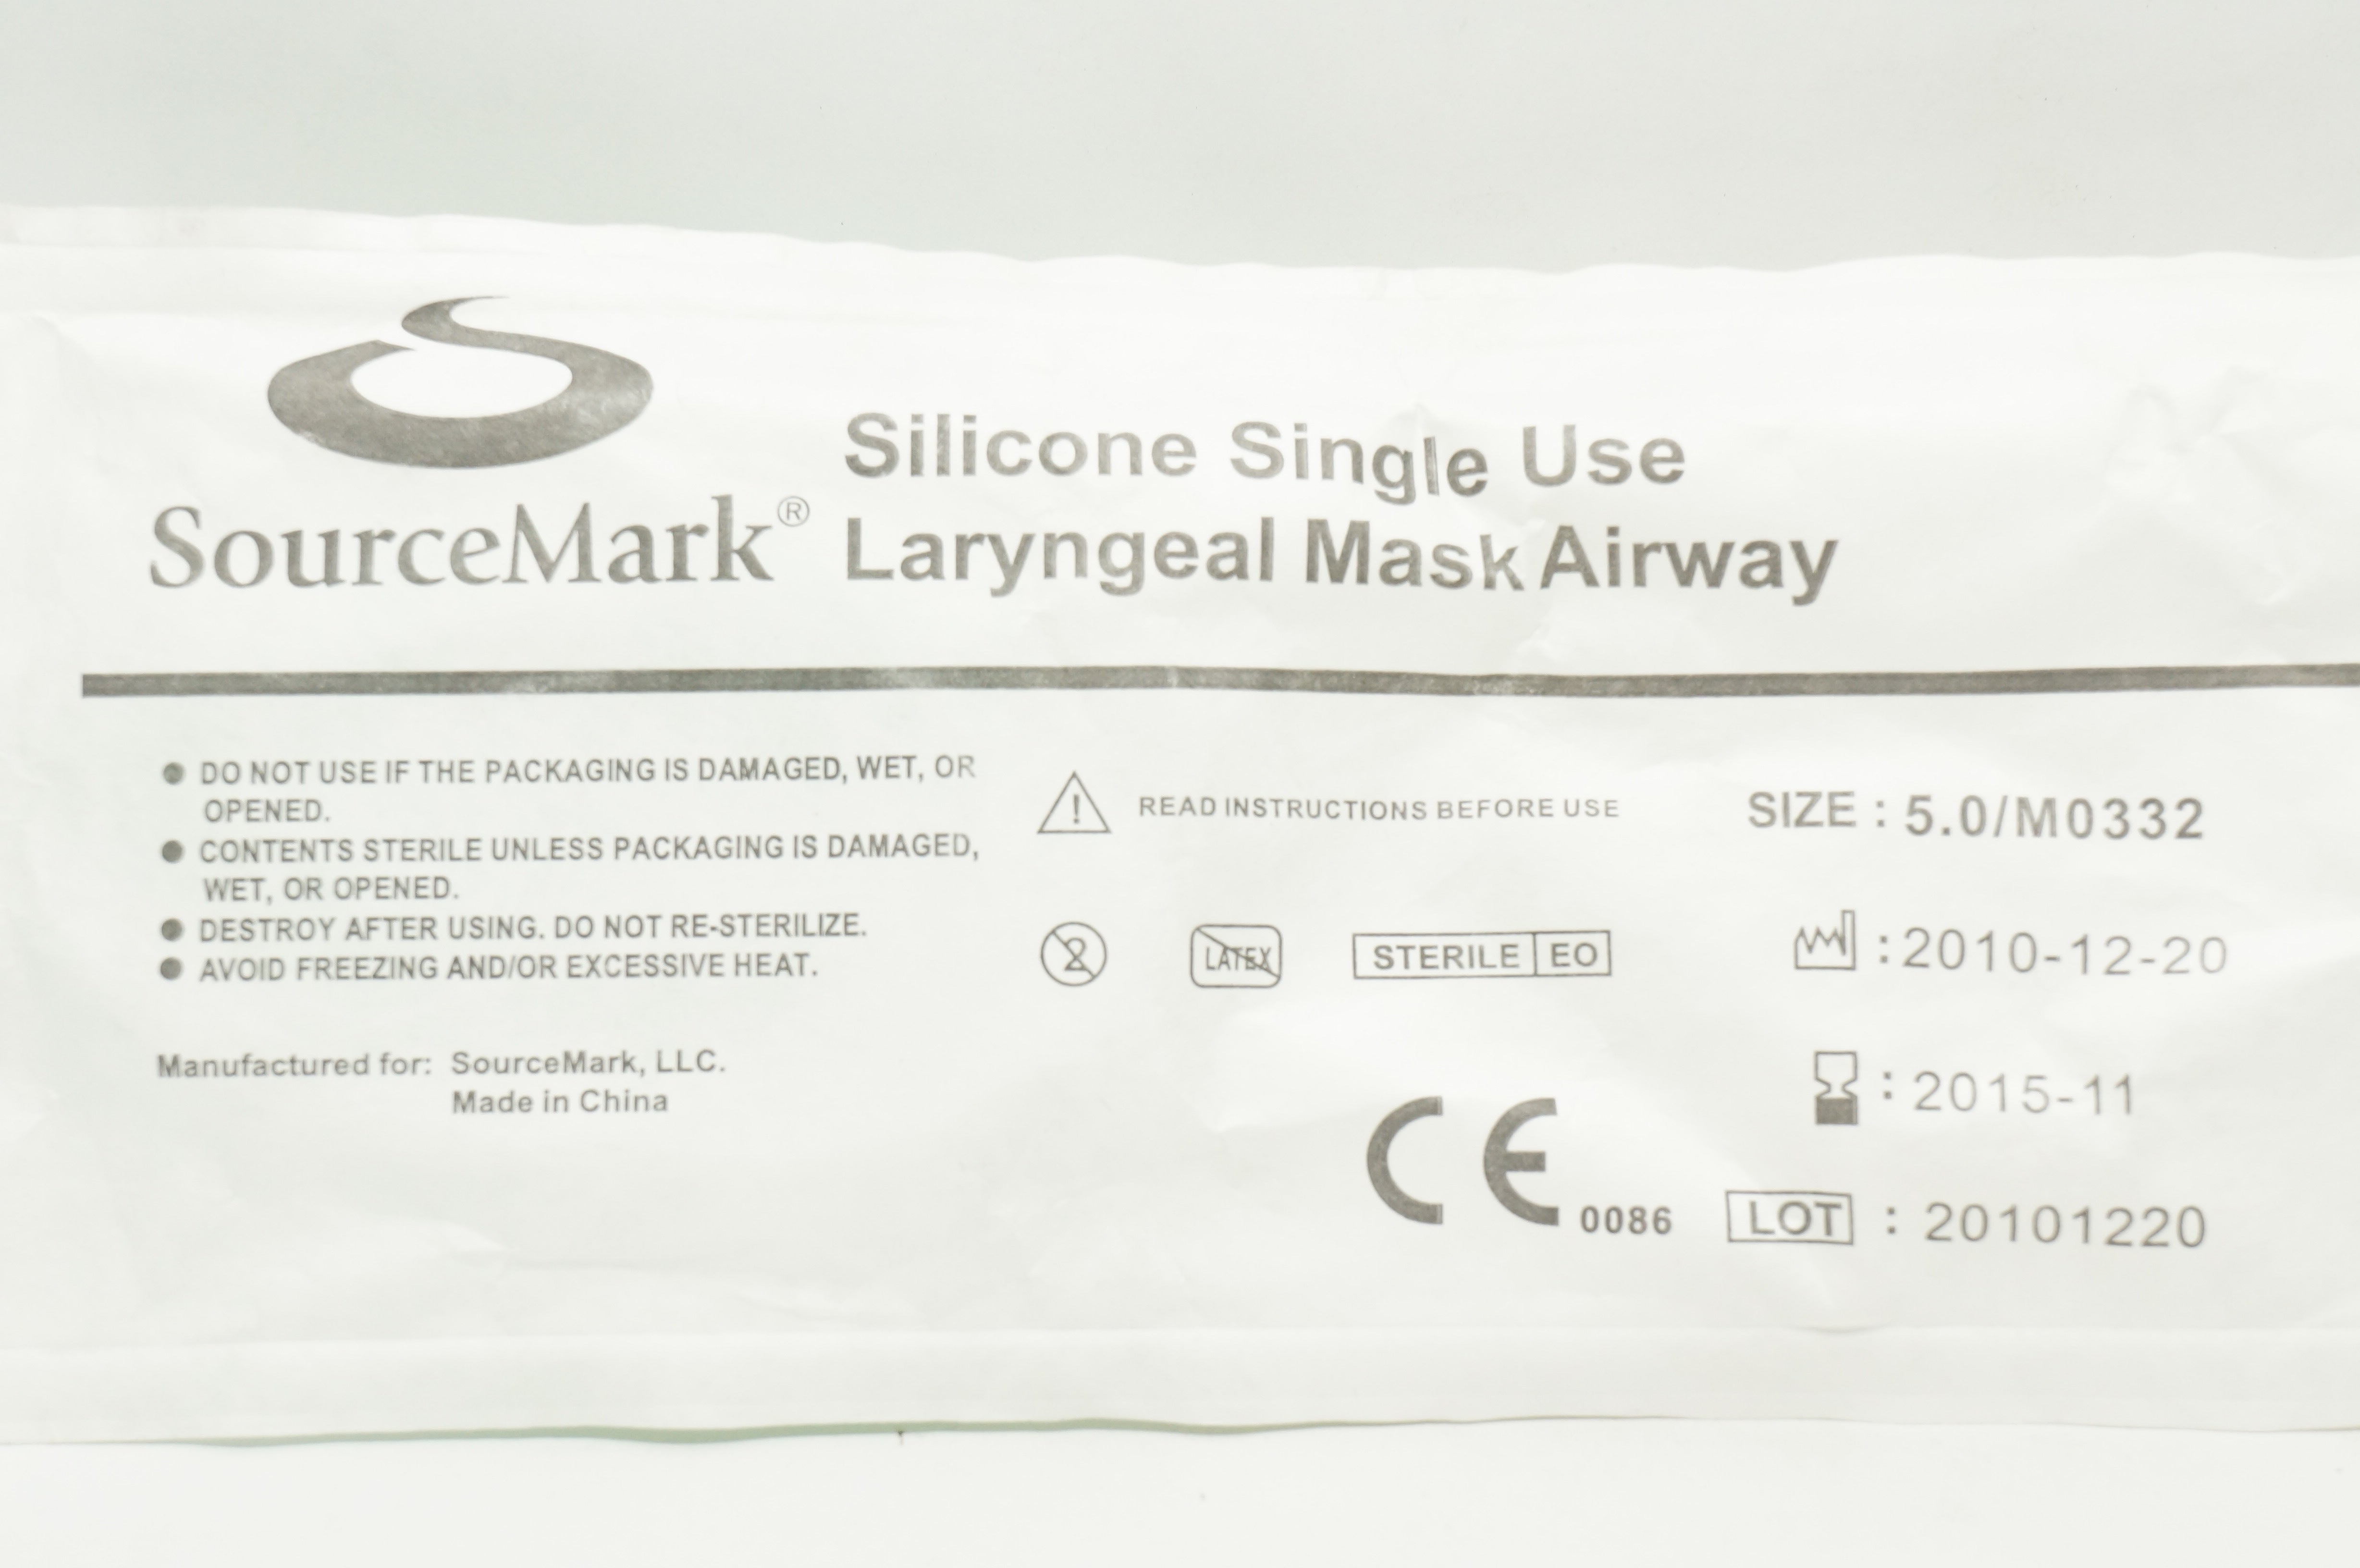 SourceMark®
Silicone Single Use
Laryngeal Mask Airway
● DO NOT USE IF THE PACKAGING IS DAMAGED, WET, OR
OPENED.
● CONTENTS STERILE UNLESS PACKAGING IS DAMAGED,
WET, OR OPENED.
● DESTROY AFTER USING. DO NOT RE-STERILIZE.
● AVOID FREEZING AND/OR EXCESSIVE HEAT.
Manufactured for: SourceMark, LLC.
Made in China
! READ INSTRUCTIONS BEFORE USE
2 LATEX STERILE EO
CE 0086
SIZE : 5.0/M0332
: 2010-12-20
: 2015-11
LOT : 20101220